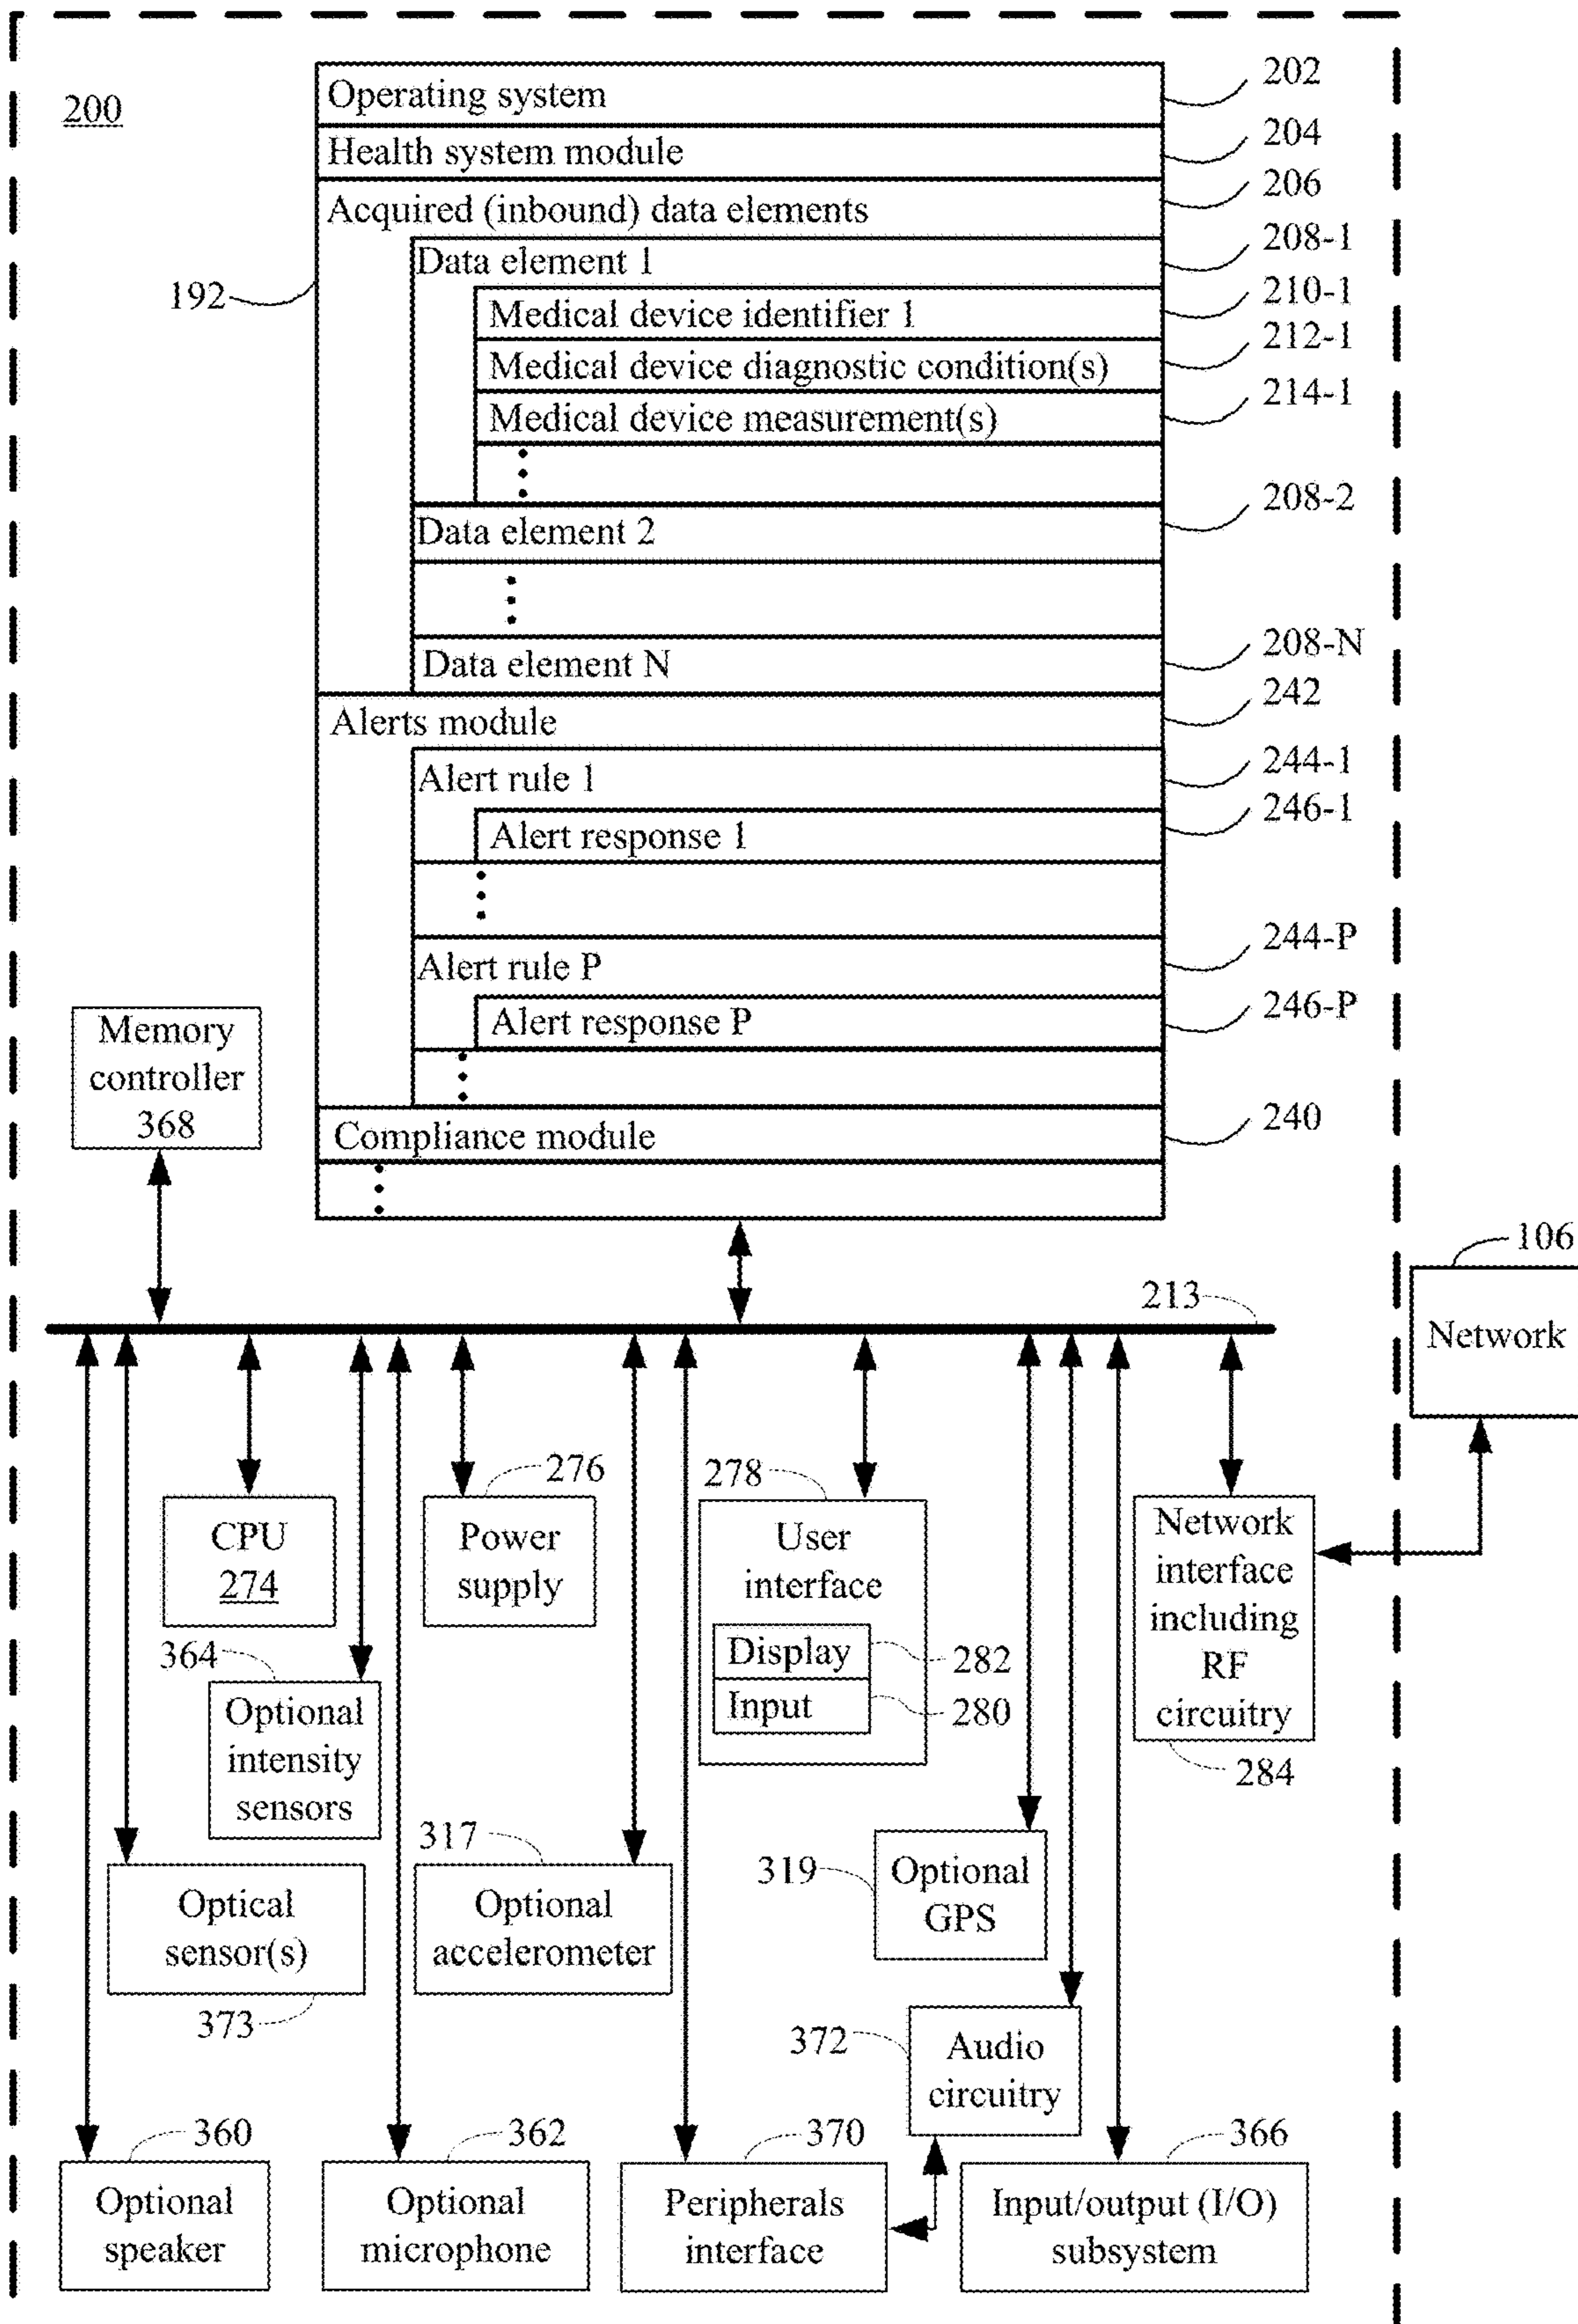 200
Operating system
202
Health system module
204
Acquired (inbound) data elements
206
Data element 1
208-1
192
Medical device identifier 1
210-1
Medical device diagnostic condition(s)
212-1
Medical device measurement(s)
214-1
Data element 2
208-2
Data element N
208-N
Alerts module
242
Alert rule 1
244-1
Alert response 1
246-1
Alert rule P
244-P
Alert response P
246-P
Memory
controller
368
Compliance module
240
106
213
Network
CPU
274
276
Power
supply
278
User
interface
Display
282
Input
280
Network
interface
including
RF
circuitry
284
364
Optional
intensity
sensors
Optical
sensor(s)
373
317
Optional
accelerometer
319
Optional
GPS
372
Audio
circuitry
360
Optional
speaker
362
Optional
microphone
370
Peripherals
interface
366
Input/output (I/O)
subsystem